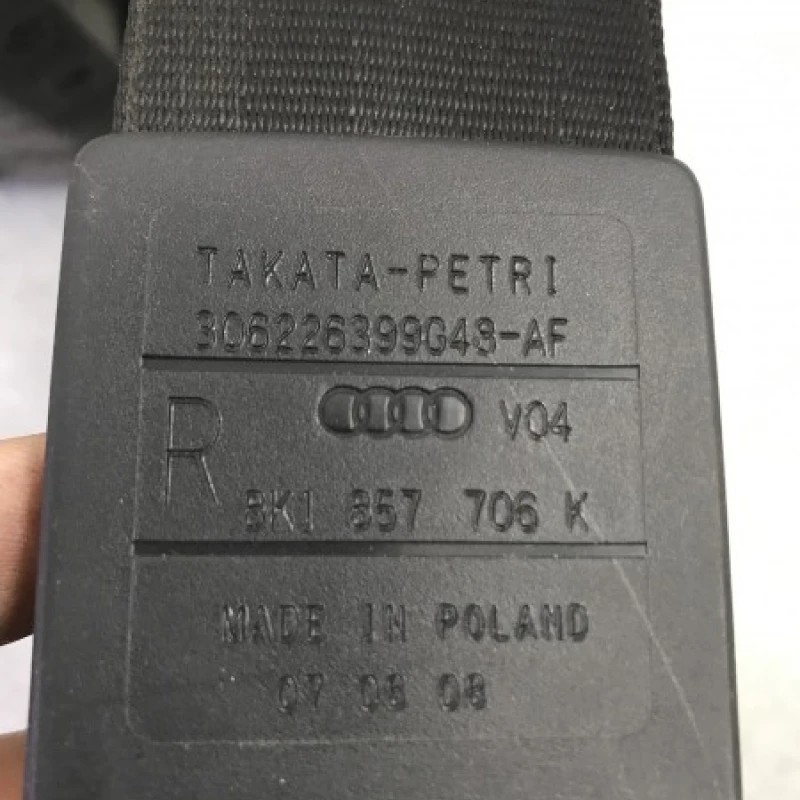 TAKATA-PETRI
306226399G48-AF
V04
R
8K1 857 706 K
MADE IN POLAND
07 08 08